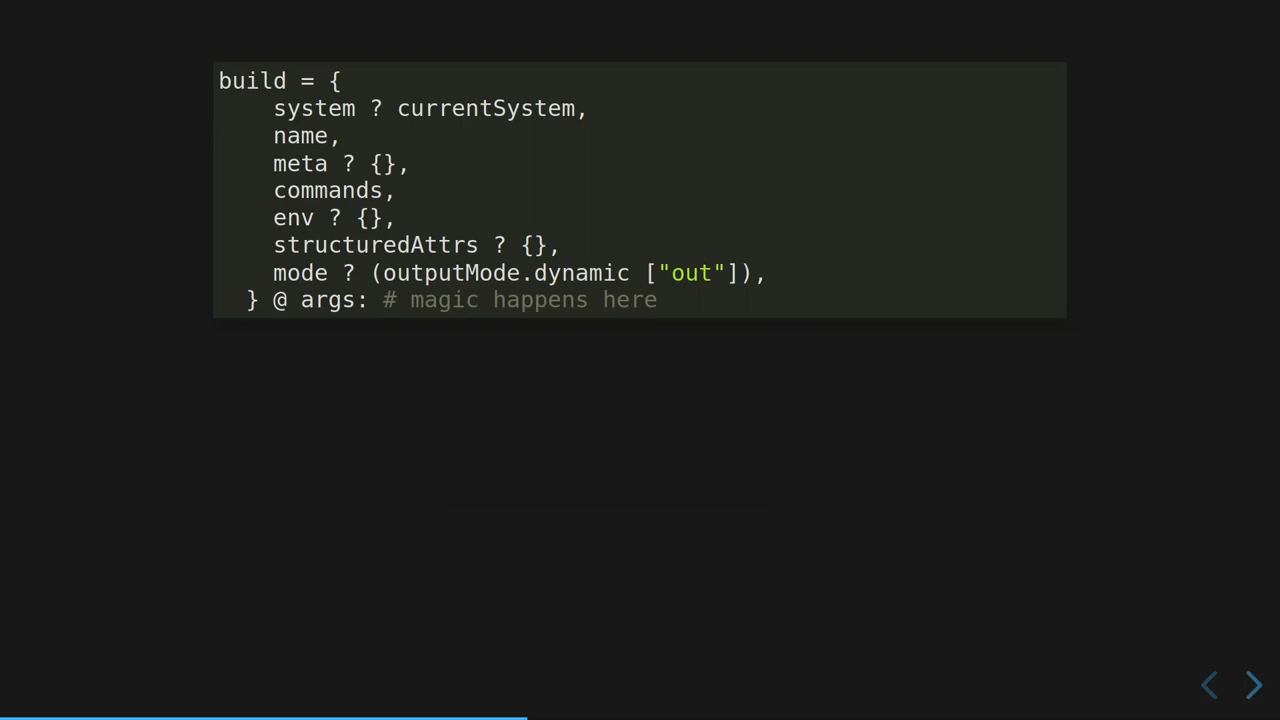 build = {
    system ? currentSystem,
    name,
    meta ? {},
    commands,
    env ? {},
    structuredAttrs ? {},
    mode ? (outputMode.dynamic ["out"]),
  } @ args: # magic happens here